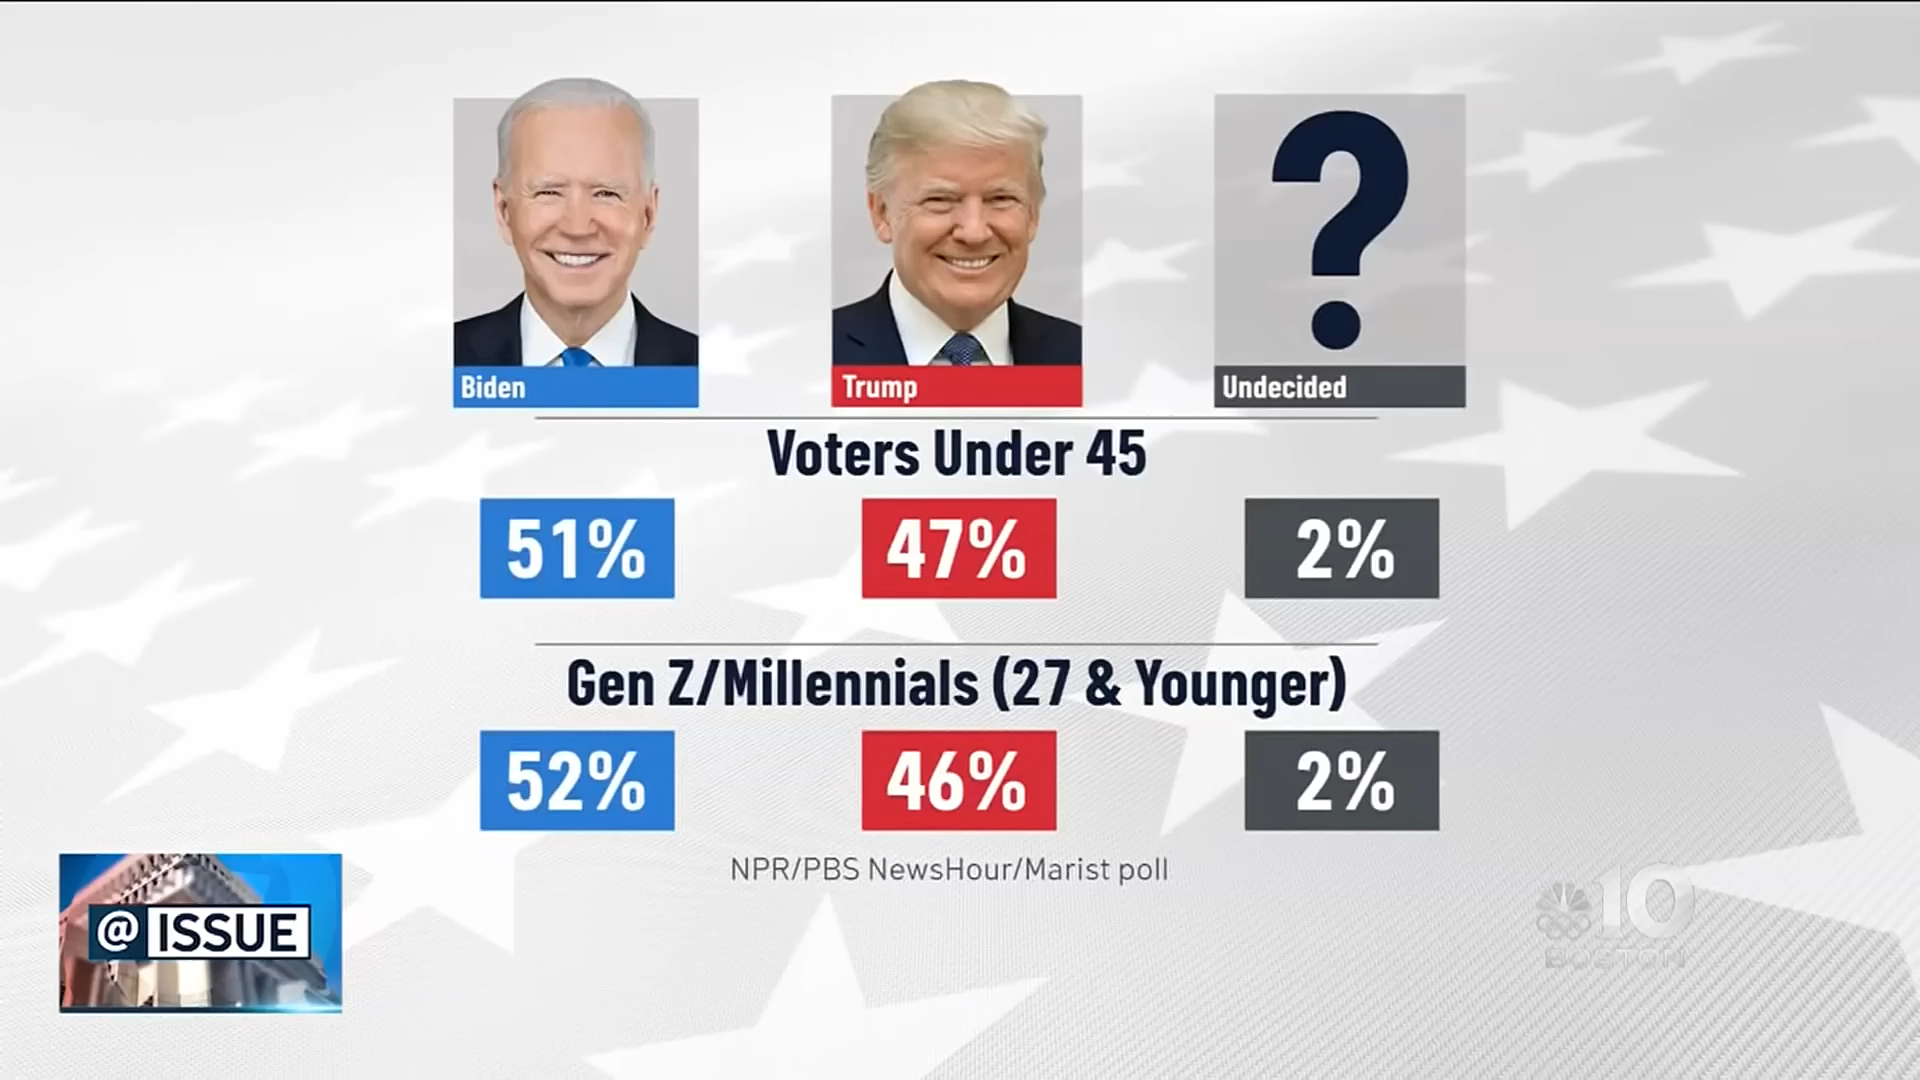 Biden
Trump
Undecided
Voters Under 45
51% 47% 2%
Gen Z/Millennials (27 & Younger)
52% 46% 2%
NPR/PBS NewsHour/Marist poll
@ ISSUE
10
BOSTON